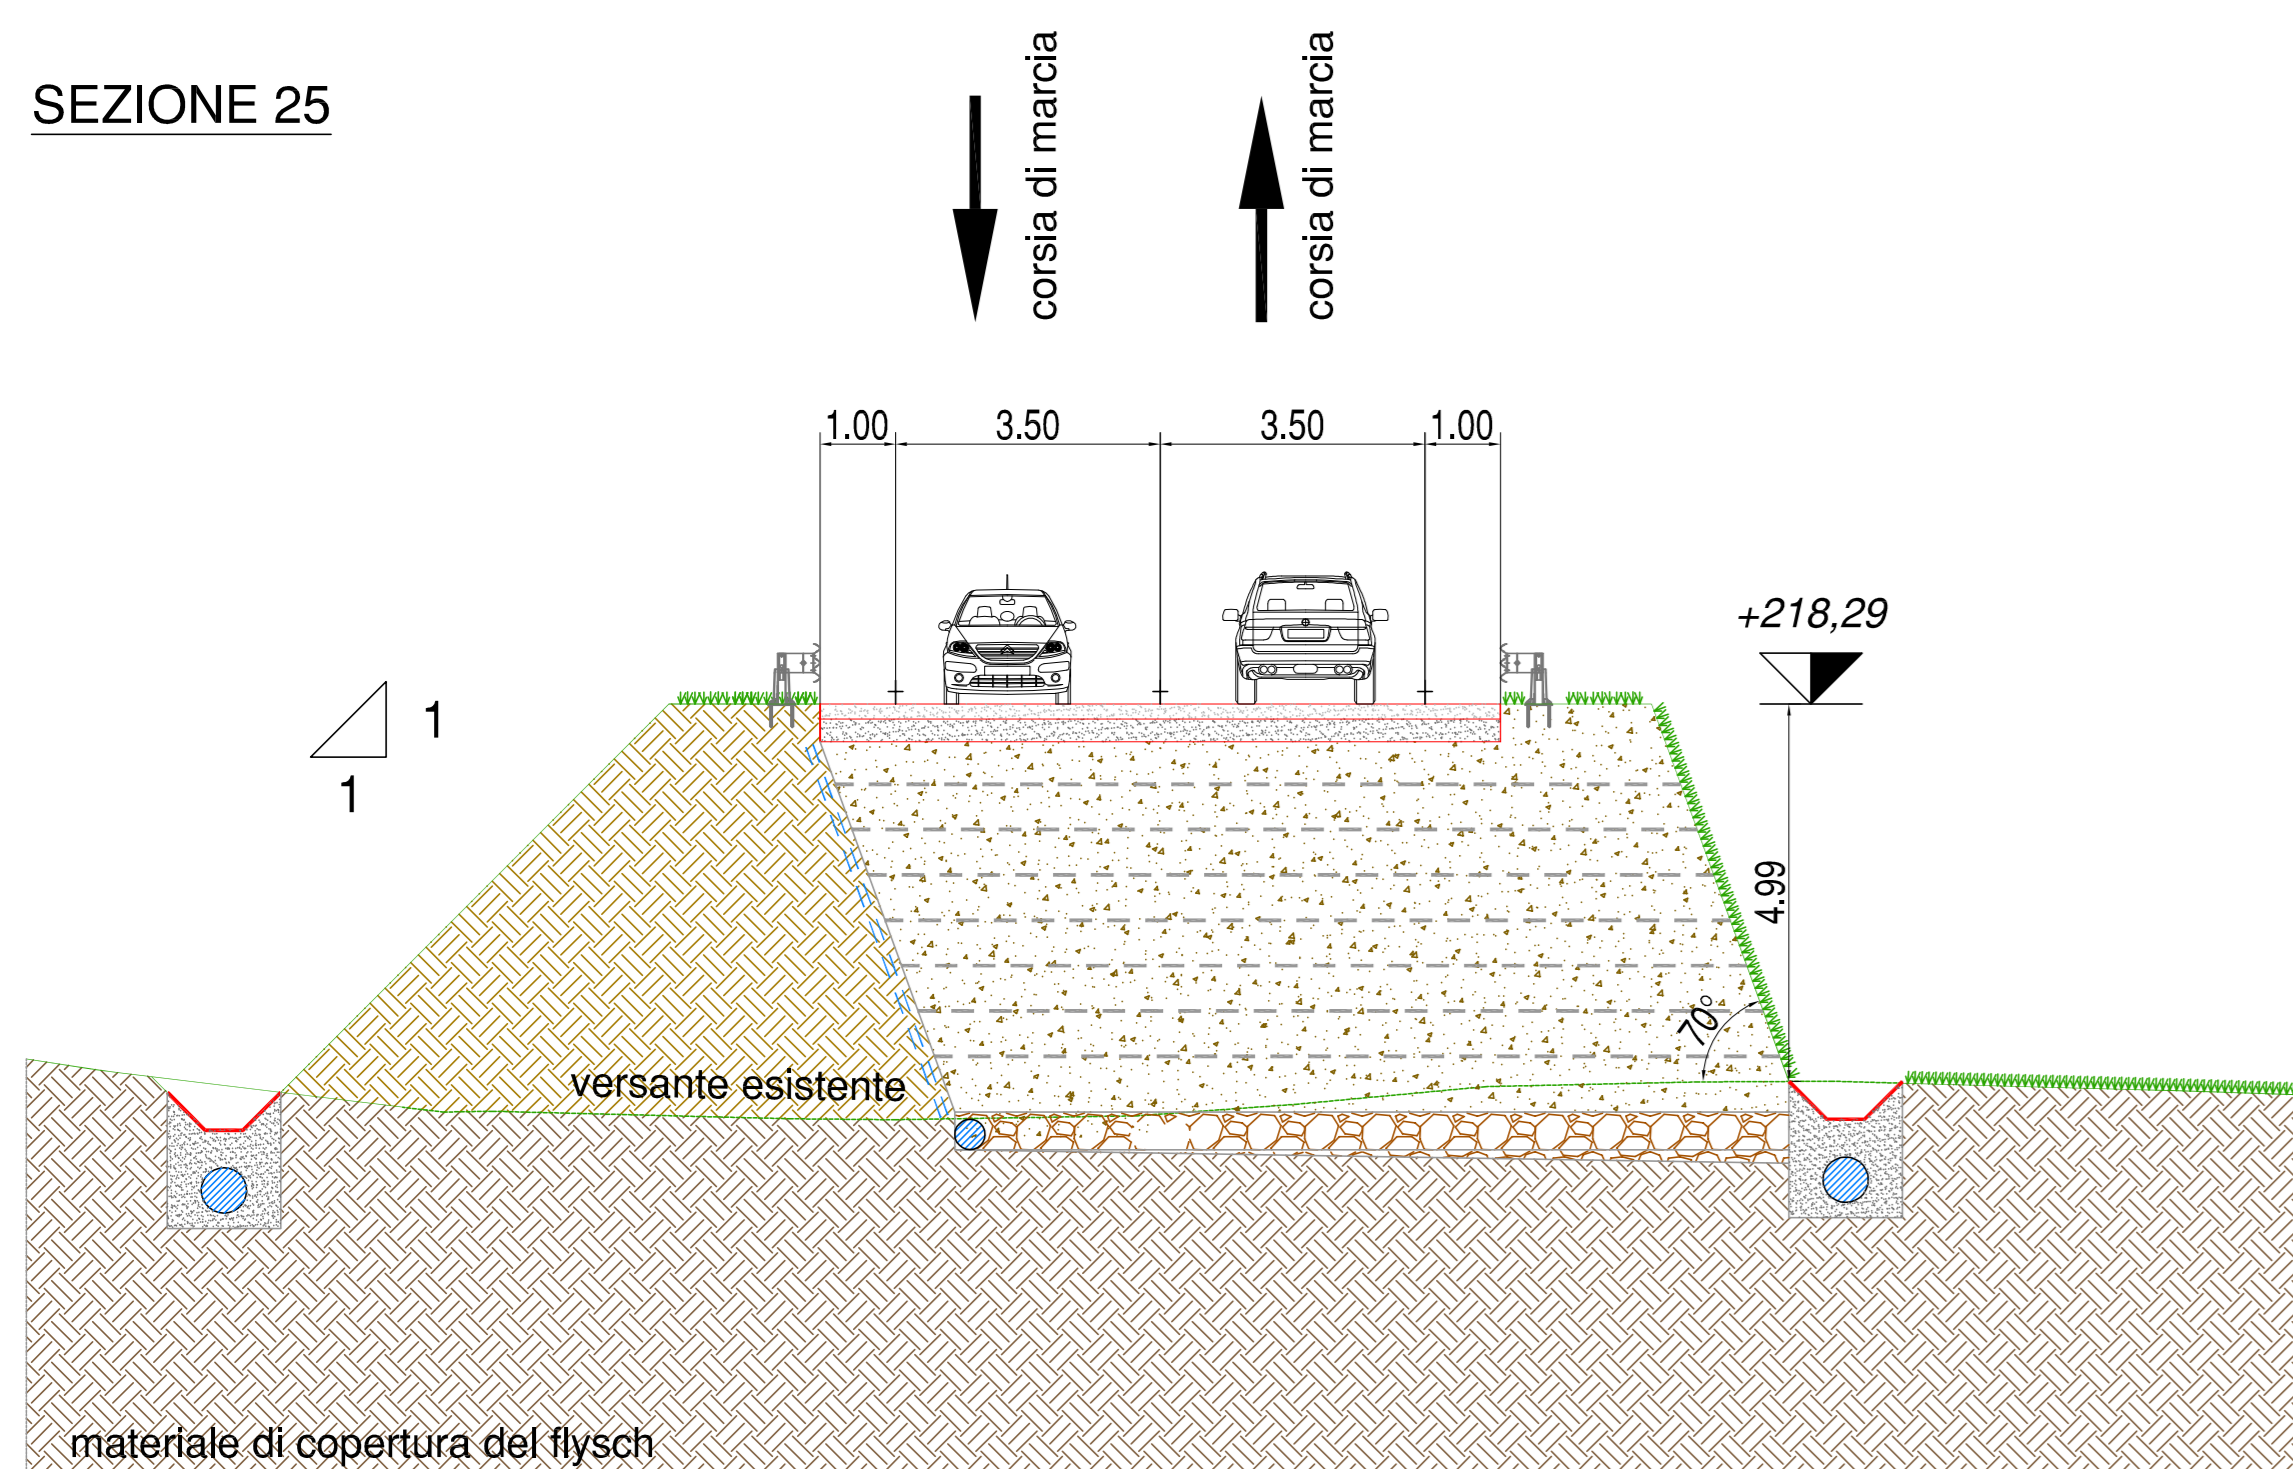 SEZIONE 25
corsia di marcia
corsia di marcia
1.00 3.50 3.50 1.00
+218,29
1
1
4.99
70°
versante esistente
materiale di copertura del flysch